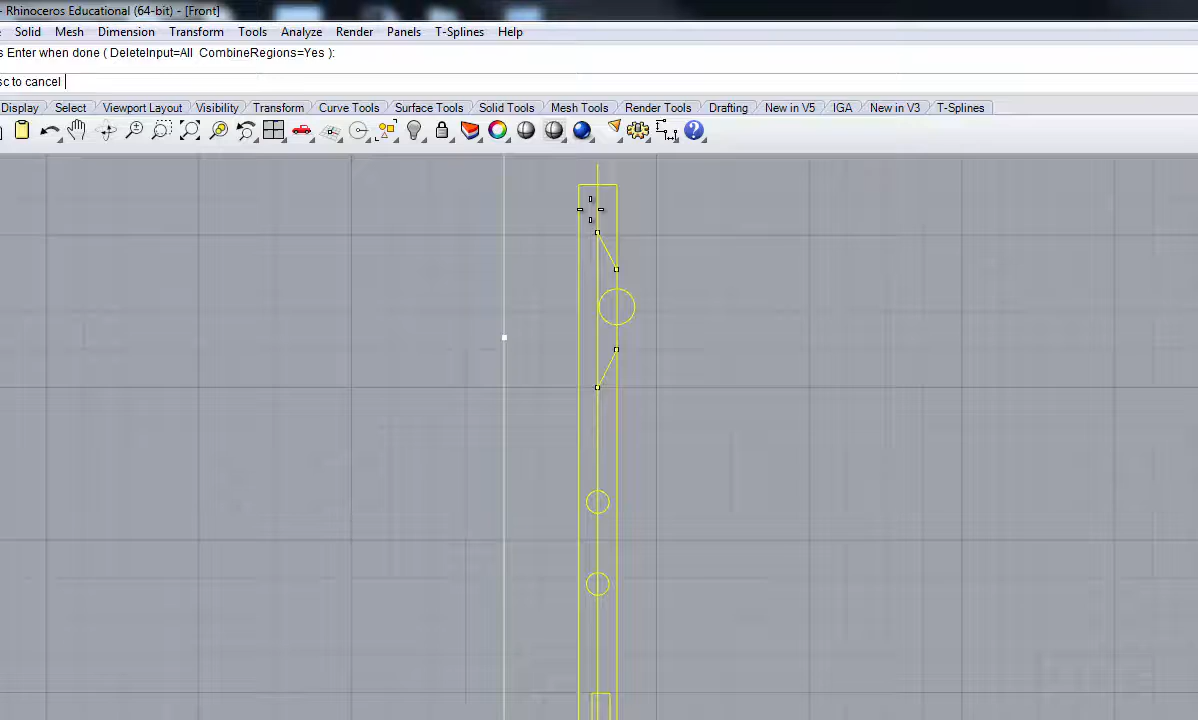 - Rhinoceros Educational (64-bit) - [Front]
Solid Mesh Dimension Transform Tools Analyze Render Panels T-Splines Help
s Enter when done ( DeleteInput=All CombineRegions=Yes ):
sc to cancel
Display Select Viewport Layout Visibility Transform Curve Tools Surface Tools Solid Tools Mesh Tools Render Tools Drafting New in V5 IGA New in V3 T-Splines